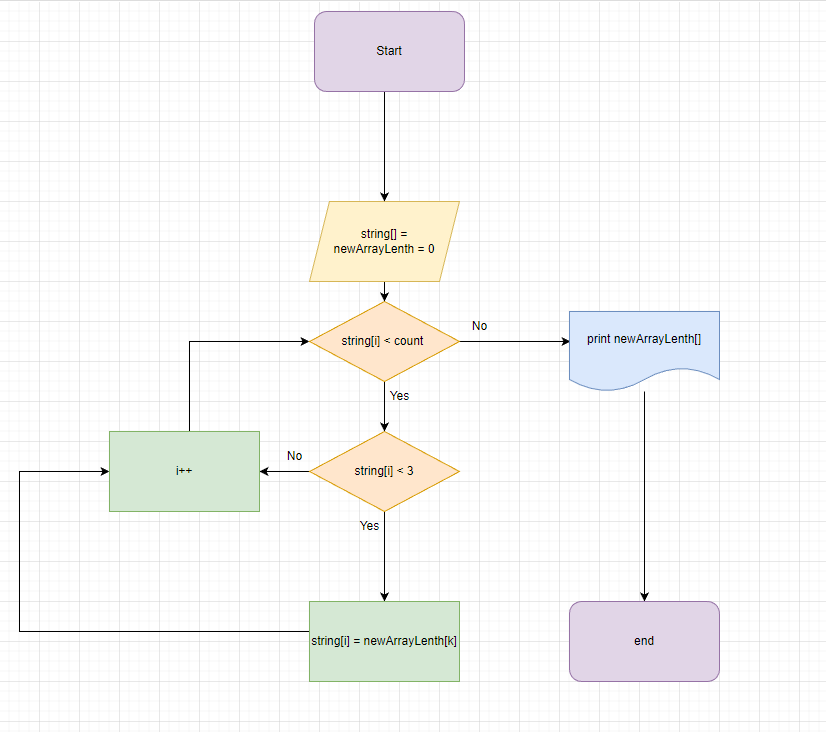 Start
string[] =
newArrayLenth = 0
string[i] < count
No
print newArrayLenth[]
Yes
i++
No
string[i] < 3
Yes
string[i] = newArrayLenth[k]
end